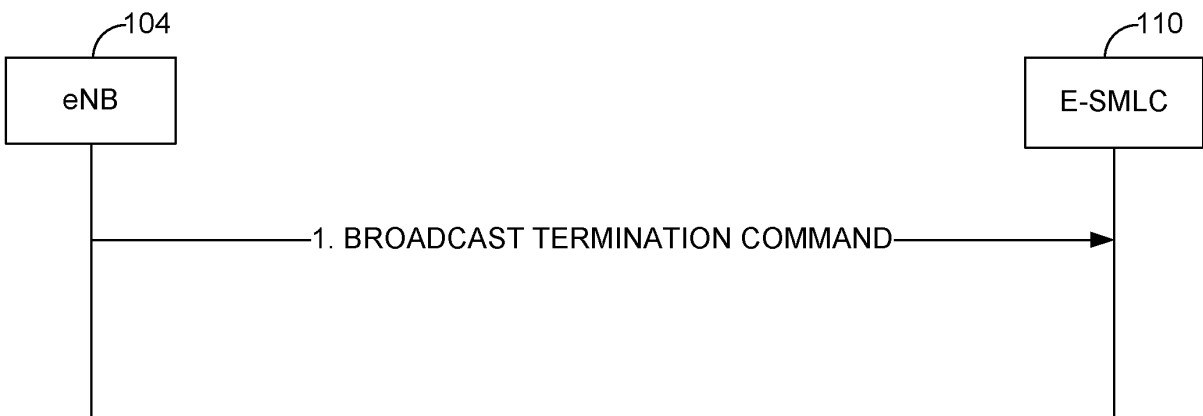 104
110
eNB
E-SMLC
1. BROADCAST TERMINATION COMMAND